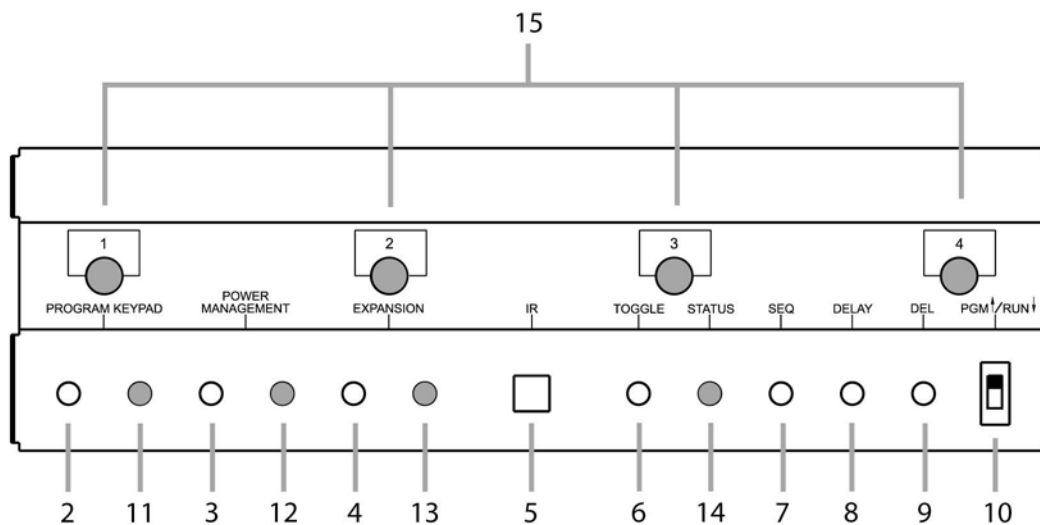 15
1 2 3 4
POWER
PROGRAM KEYPAD MANAGEMENT EXPANSION IR TOGGLE STATUS SEQ DELAY DEL PGM↑/RUN↓
2 11 3 12 4 13 5 6 14 7 8 9 10